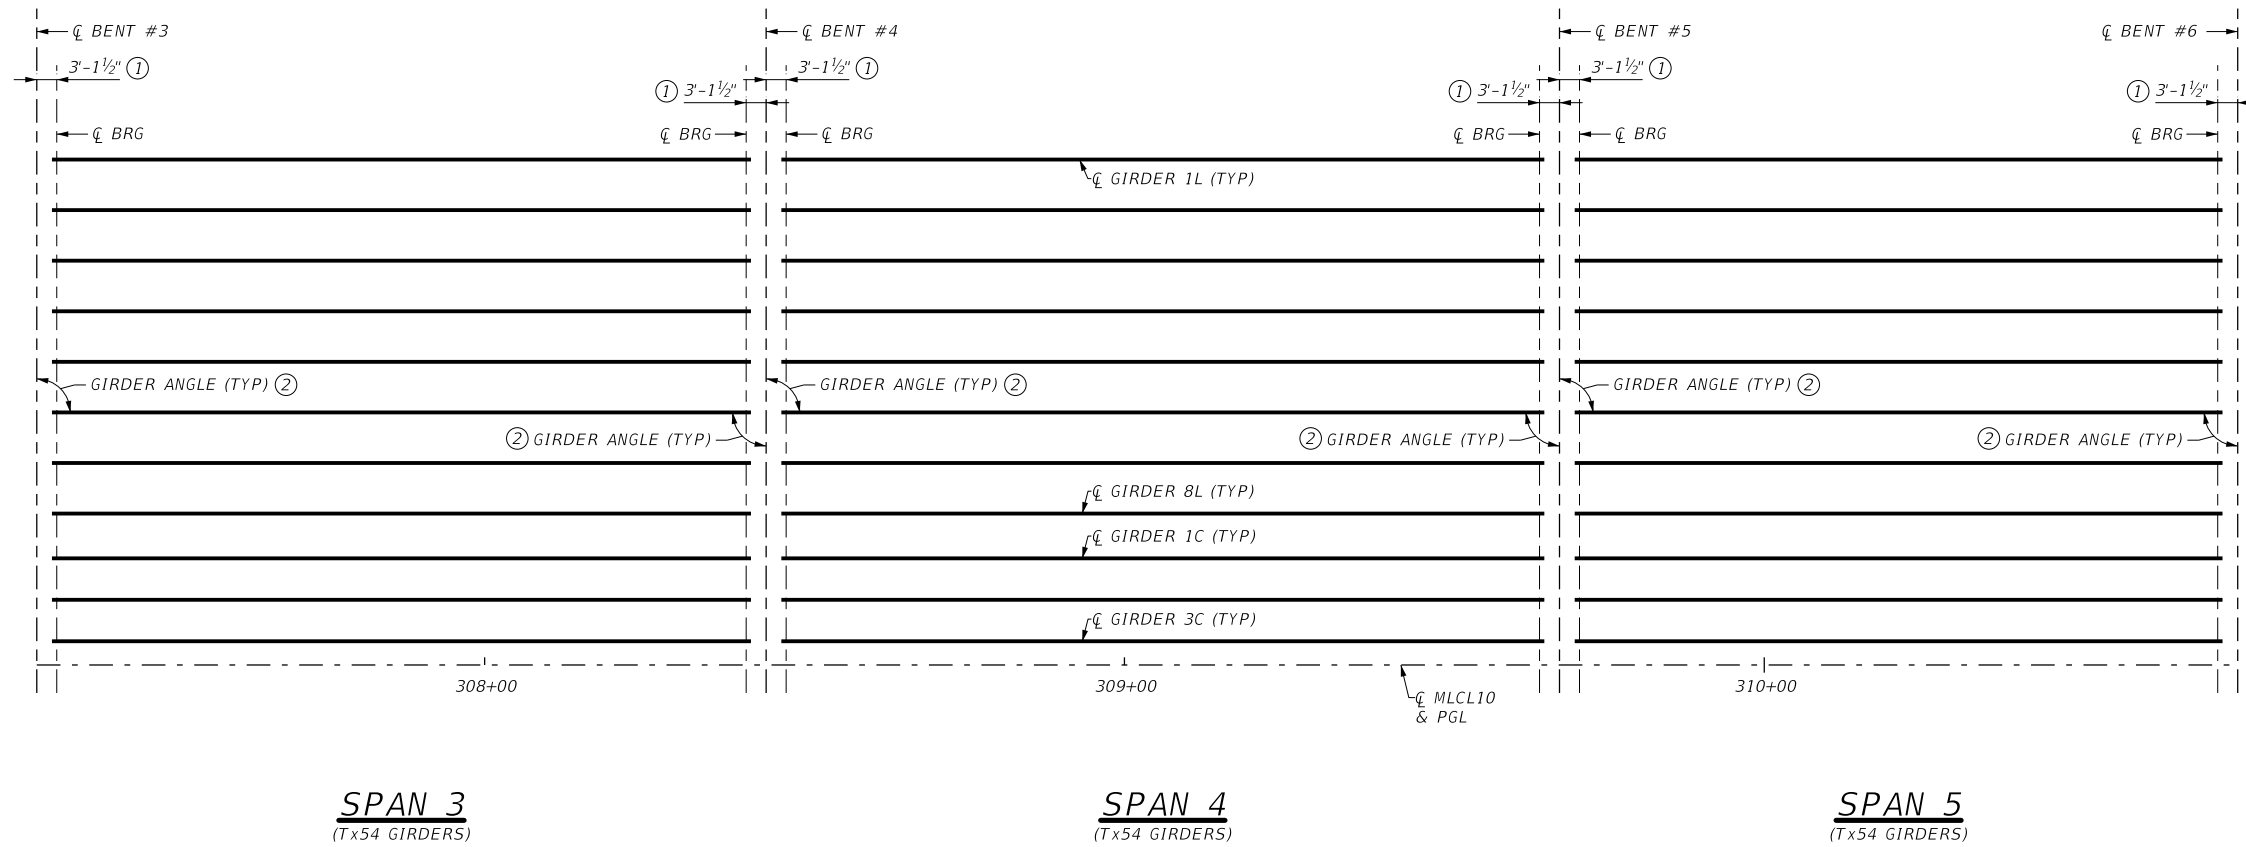 ℄ BENT #3
℄ BENT #4
℄ BENT #5
℄ BENT #6
3'-1½" ①
3'-1½" ①
3'-1½" ①
① 3'-1½"
① 3'-1½"
① 3'-1½"
℄ BRG
℄ BRG
℄ BRG
℄ BRG
℄ BRG
℄ BRG
℄ GIRDER 1L (TYP)
GIRDER ANGLE (TYP) ②
GIRDER ANGLE (TYP) ②
GIRDER ANGLE (TYP) ②
② GIRDER ANGLE (TYP)
② GIRDER ANGLE (TYP)
② GIRDER ANGLE (TYP)
℄ GIRDER 8L (TYP)
℄ GIRDER 1C (TYP)
℄ GIRDER 3C (TYP)
308+00
309+00
310+00
℄ MLCL10
& PGL
SPAN 3
(Tx54 GIRDERS)
SPAN 4
(Tx54 GIRDERS)
SPAN 5
(Tx54 GIRDERS)